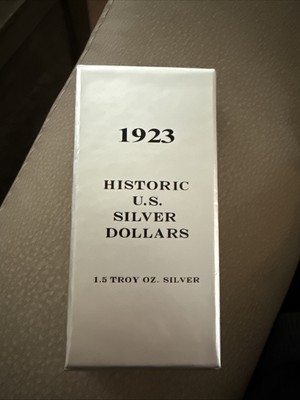 1923
HISTORIC
U.S.
SILVER
DOLLARS
1.5 TROY OZ. SILVER